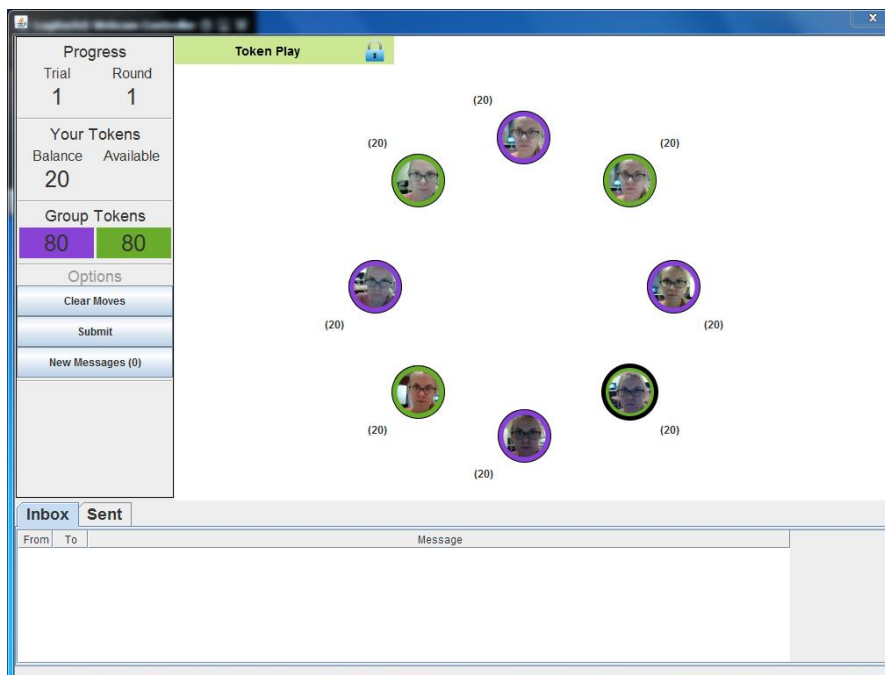 Progress
Trial Round
1 1
Your Tokens
Balance Available
20
Group Tokens
80 80
Options
Clear Moves
Submit
New Messages (0)
Token Play
(20)
(20) (20)
(20) (20)
(20) (20)
(20)
Inbox Sent
From To Message